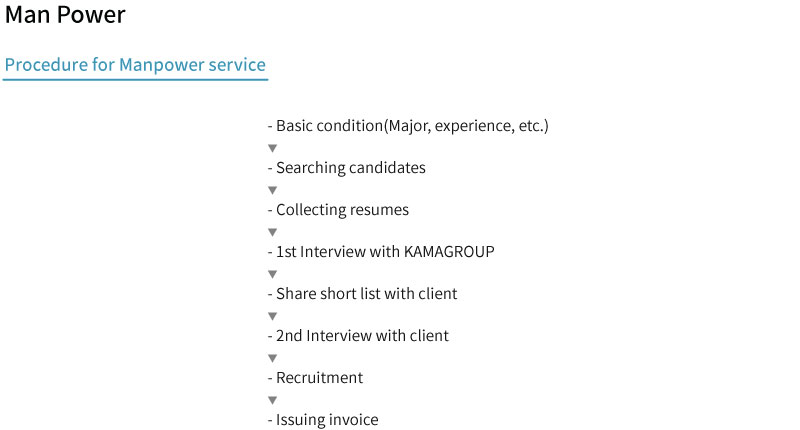 Man Power
Procedure for Manpower service
- Basic condition(Major, experience, etc.)
▼
- Searching candidates
▼
- Collecting resumes
▼
- 1st Interview with KAMAGROUP
▼
- Share short list with client
▼
- 2nd Interview with client
▼
- Recruitment
▼
- Issuing invoice